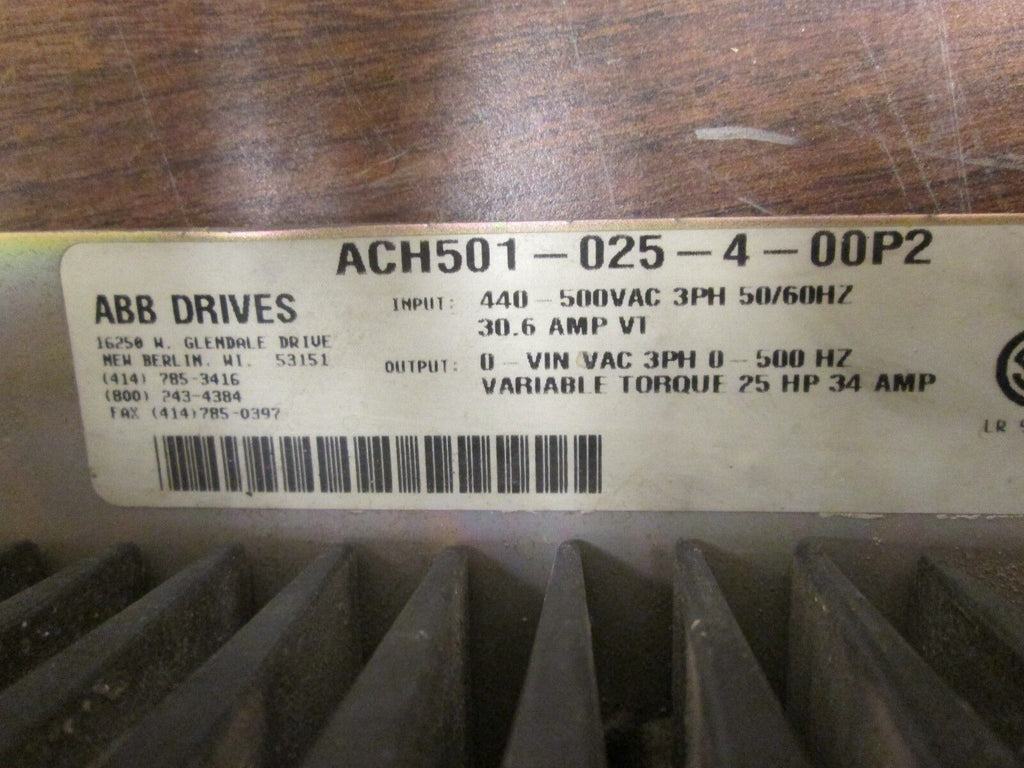 ACH501-025-4-00P2
ABB DRIVES
16250 W. GLENDALE DRIVE
NEW BERLIN, WI. 53151
(414) 785-3416
(800) 243-4384
FAX (414)785-0397
INPUT: 440-500VAC 3PH 50/60HZ
30.6 AMP VT
OUTPUT: 0-VIN VAC 3PH 0-500 HZ
VARIABLE TORQUE 25 HP 34 AMP
LR